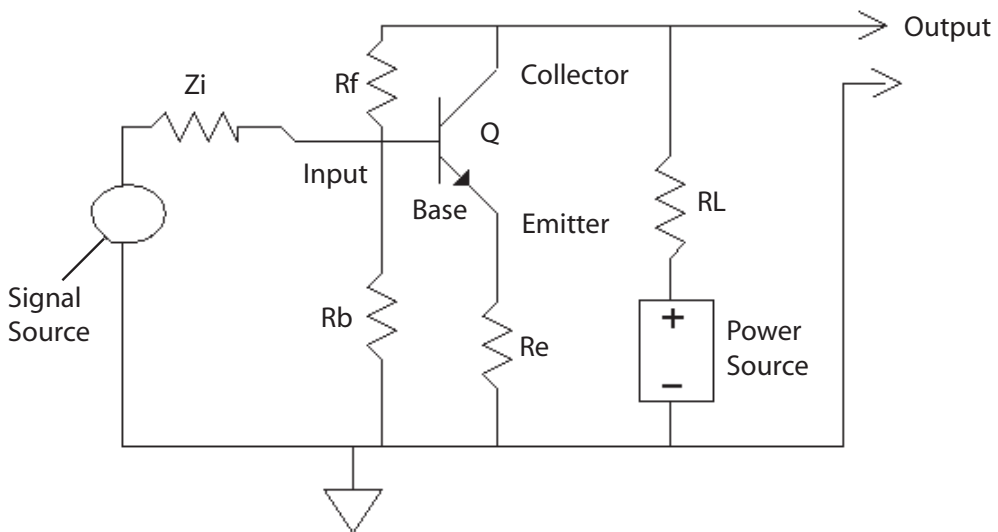 Output
Zi
Rf
Collector
Q
Input
Base
Emitter
RL
Signal
Source
Rb
Re
+
Power
Source
−